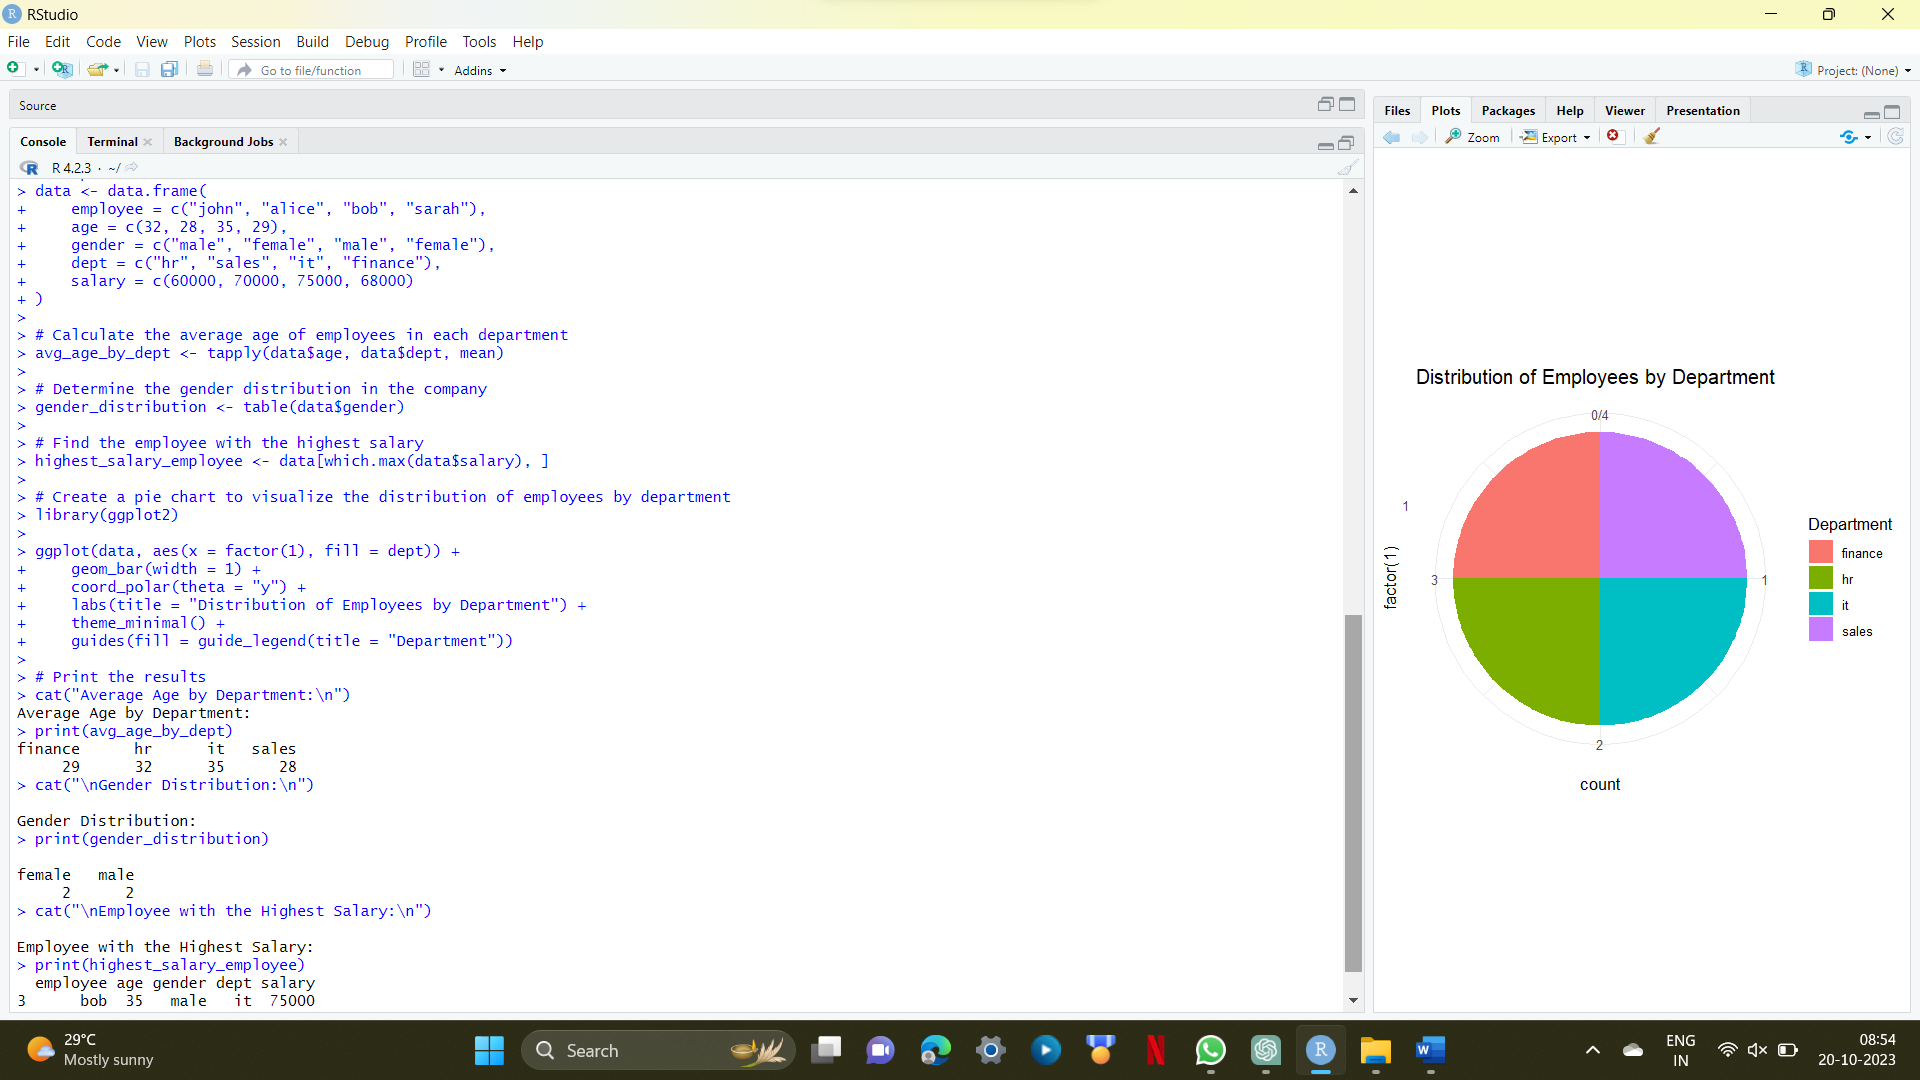 RStudio
File Edit Code View Plots Session Build Debug Profile Tools Help
Go to file/function Addins Project: (None)
Source
Console Terminal Background Jobs
R 4.2.3 · ~/
> data <- data.frame(
+     employee = c("john", "alice", "bob", "sarah"),
+     age = c(32, 28, 35, 29),
+     gender = c("male", "female", "male", "female"),
+     dept = c("hr", "sales", "it", "finance"),
+     salary = c(60000, 70000, 75000, 68000)
+ )
>
> # Calculate the average age of employees in each department
> avg_age_by_dept <- tapply(data$age, data$dept, mean)
>
> # Determine the gender distribution in the company
> gender_distribution <- table(data$gender)
>
> # Find the employee with the highest salary
> highest_salary_employee <- data[which.max(data$salary), ]
>
> # Create a pie chart to visualize the distribution of employees by department
> library(ggplot2)
>
> ggplot(data, aes(x = factor(1), fill = dept)) +
+     geom_bar(width = 1) +
+     coord_polar(theta = "y") +
+     labs(title = "Distribution of Employees by Department") +
+     theme_minimal() +
+     guides(fill = guide_legend(title = "Department"))
>
> # Print the results
> cat("Average Age by Department:\n")
Average Age by Department:
> print(avg_age_by_dept)
finance      hr      it   sales
     29      32      35      28
> cat("\nGender Distribution:\n")
Gender Distribution:
> print(gender_distribution)
female   male
     2      2
> cat("\nEmployee with the Highest Salary:\n")
Employee with the Highest Salary:
> print(highest_salary_employee)
  employee age gender dept salary
3      bob  35   male   it  75000
Files Plots Packages Help Viewer Presentation
Zoom Export
Distribution of Employees by Department
0/4
1
factor(1)
3
1
2
count
Department
finance
hr
it
sales
29°C
Mostly sunny
Search
ENG
IN
08:54
20-10-2023